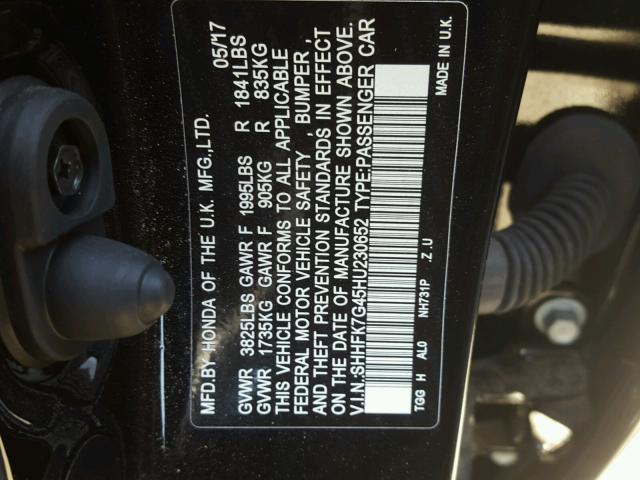 MFD.BY HONDA OF THE U.K. MFG.,LTD. 05/17
GVWR 3825LBS GAWR F 1995LBS R 1841LBS
GVWR 1735KG GAWR F 905KG R 835KG
THIS VEHICLE CONFORMS TO ALL APPLICABLE
FEDERAL MOTOR VEHICLE SAFETY , BUMPER ,
AND THEFT PREVENTION STANDARDS IN EFFECT
ON THE DATE OF MANUFACTURE SHOWN ABOVE.
V.I.N.:SHHFK7G45HU230652 TYPE:PASSENGER CAR
NH731P Z.U MADE IN U.K.
TGG H AL0